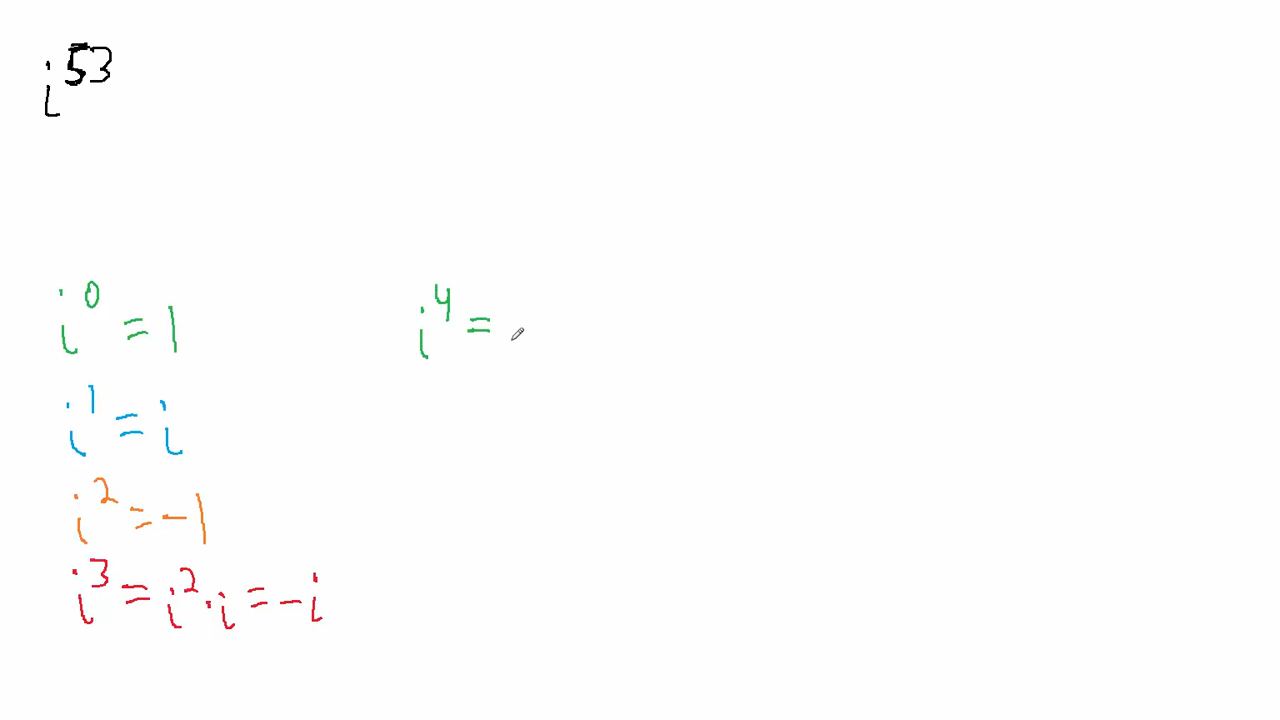 i^53
i^0 = 1
i^4 =
i^1 = i
i^2 = -1
i^3 = i^2 · i = -i